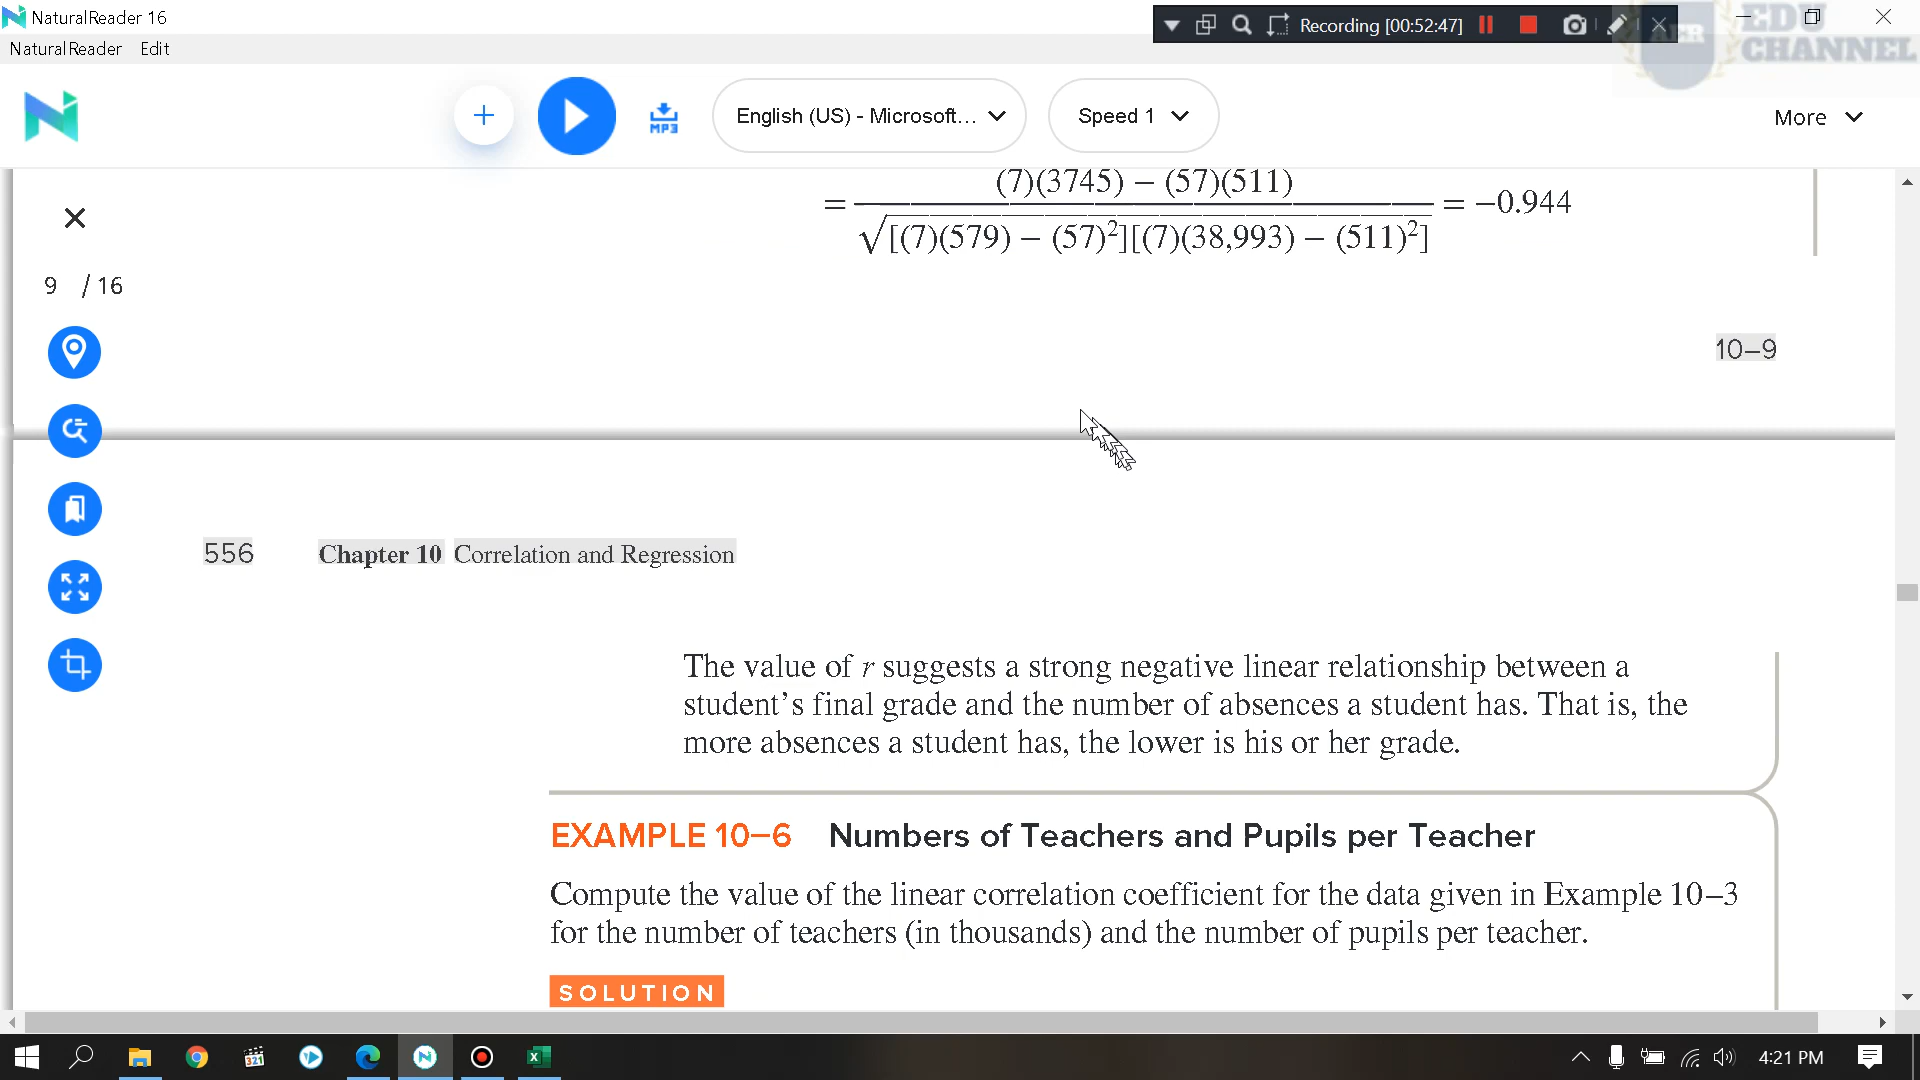 NaturalReader 16
Recording [00:52:47]
AER EDU CHANNEL
NaturalReader Edit
MP3
English (US) - Microsoft...
Speed 1
More
= (7)(3745) − (57)(511) / √[(7)(579) − (57)²][(7)(38,993) − (511)²] = −0.944
9 / 16
10–9
556 Chapter 10 Correlation and Regression
The value of r suggests a strong negative linear relationship between a
student's final grade and the number of absences a student has. That is, the
more absences a student has, the lower is his or her grade.
EXAMPLE 10–6 Numbers of Teachers and Pupils per Teacher
Compute the value of the linear correlation coefficient for the data given in Example 10–3
for the number of teachers (in thousands) and the number of pupils per teacher.
SOLUTION
321
4:21 PM